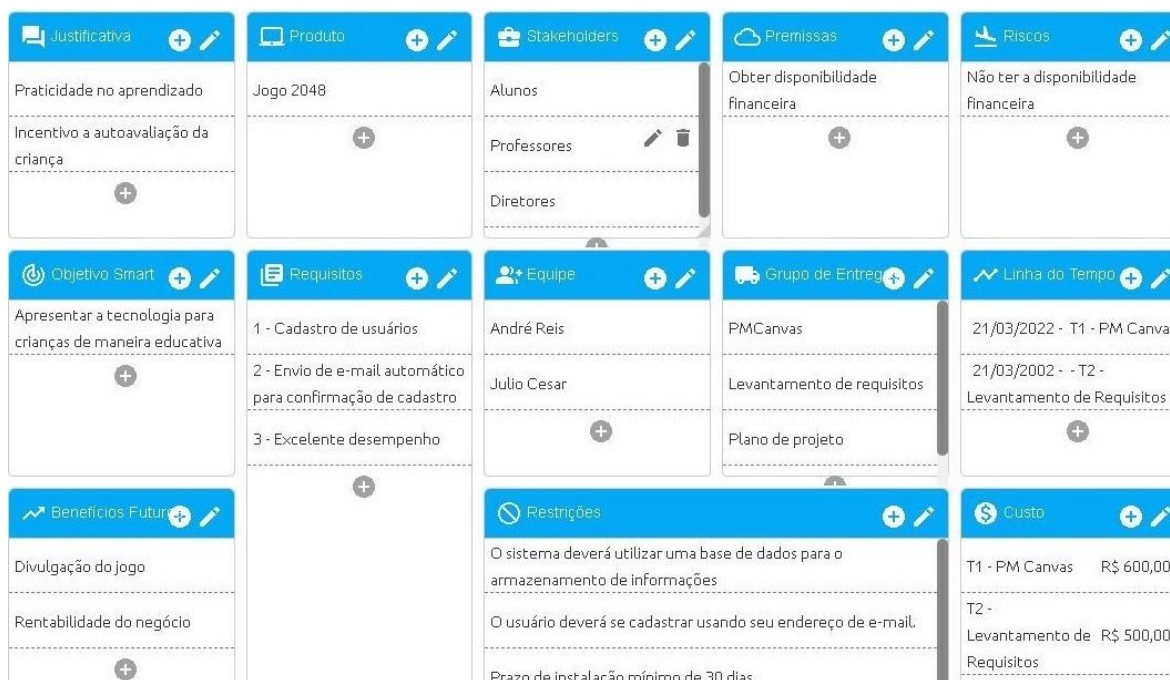 Justificativa
Praticidade no aprendizado
Incentivo a autoavaliação da
criança
Produto
Jogo 2048
Stakeholders
Alunos
Professores
Diretores
Premissas
Obter disponibilidade
financeira
Riscos
Não ter a disponibilidade
financeira
Objetivo Smart
Apresentar a tecnologia para
crianças de maneira educativa
Requisitos
1 - Cadastro de usuários
2 - Envio de e-mail automático
para confirmação de cadastro
3 - Excelente desempenho
Equipe
André Reis
Julio Cesar
Grupo de Entreg
PMCanvas
Levantamento de requisitos
Plano de projeto
Linha do Tempo
21/03/2022 - T1 - PM Canva
21/03/2002 - - T2 -
Levantamento de Requisitos
Benefícios Futur
Divulgação do jogo
Rentabilidade do negócio
Restrições
O sistema deverá utilizar uma base de dados para o
armazenamento de informações
O usuário deverá se cadastrar usando seu endereço de e-mail.
Prazo de instalação mínimo de 30 dias
Custo
T1 - PM Canvas R$ 600,00
T2 -
Levantamento de R$ 500,00
Requisitos